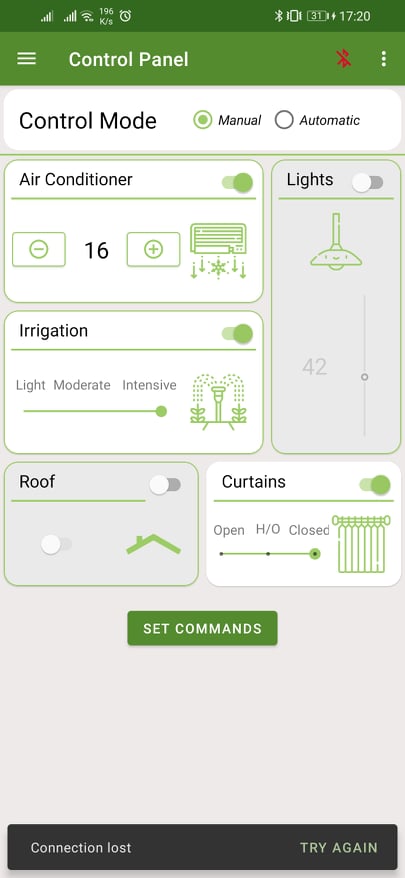 196
K/s
31
17:20
Control Panel
Control Mode
Manual
Automatic
Air Conditioner
16
Lights
42
Irrigation
Light Moderate Intensive
Roof
Curtains
Open H/O Closed
SET COMMANDS
Connection lost
TRY AGAIN